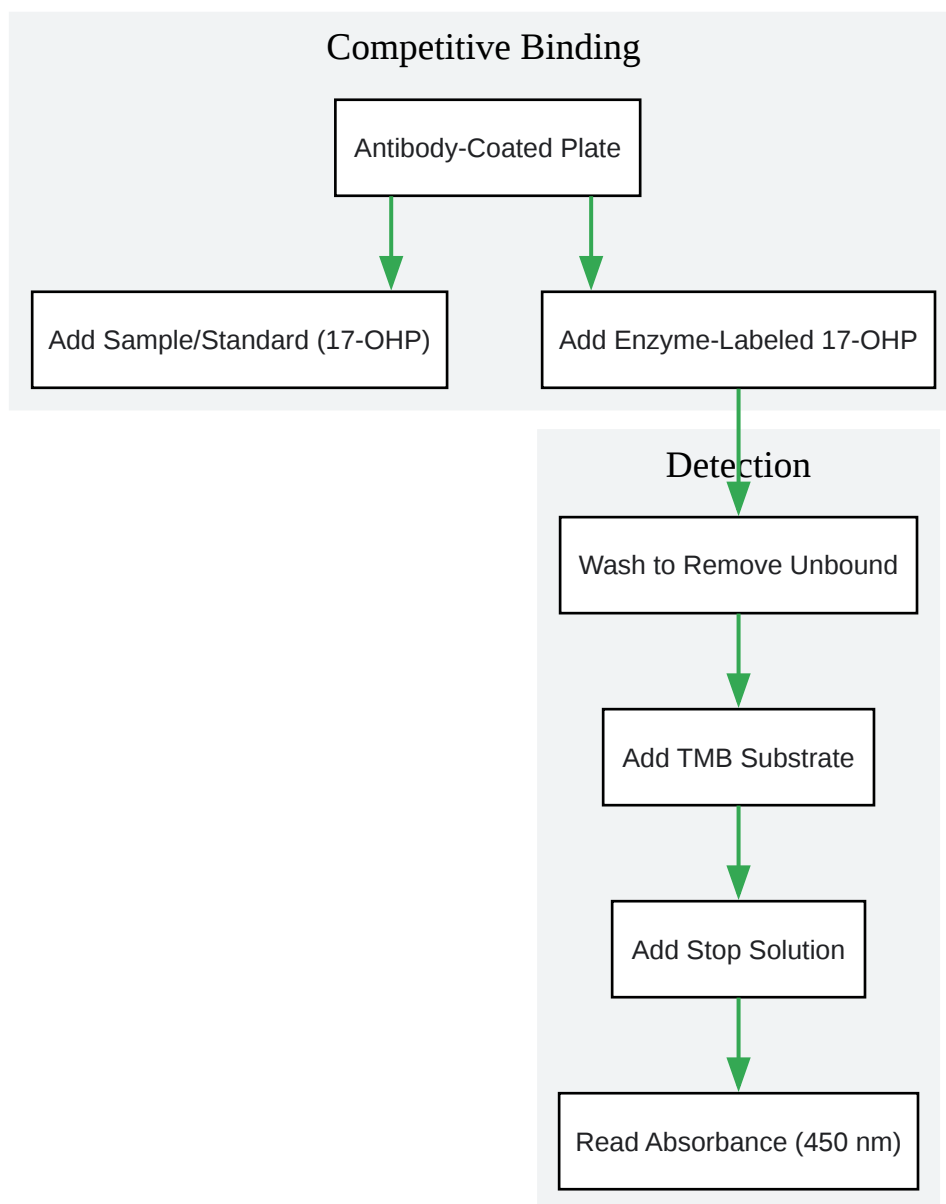 Competitive Binding
Antibody-Coated Plate
Add Sample/Standard (17-OHP)
Add Enzyme-Labeled 17-OHP
Detection
Wash to Remove Unbound
Add TMB Substrate
Add Stop Solution
Read Absorbance (450 nm)